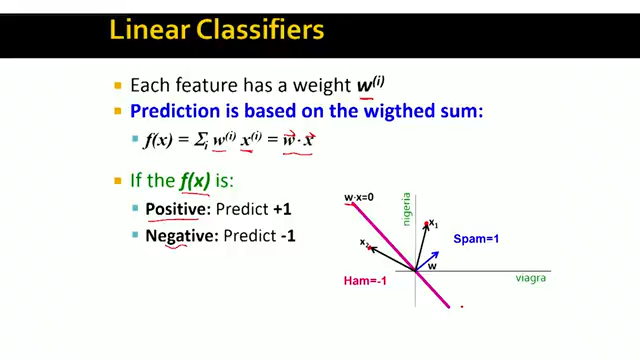 Linear Classifiers
Each feature has a weight w(i)
Prediction is based on the wigthed sum:
f(x) = Σi w(i) x(i) = w · x
If the f(x) is:
Positive: Predict +1
Negative: Predict -1
w·x=0
nigeria
x1
x2
Spam=1
w
Ham=-1
viagra